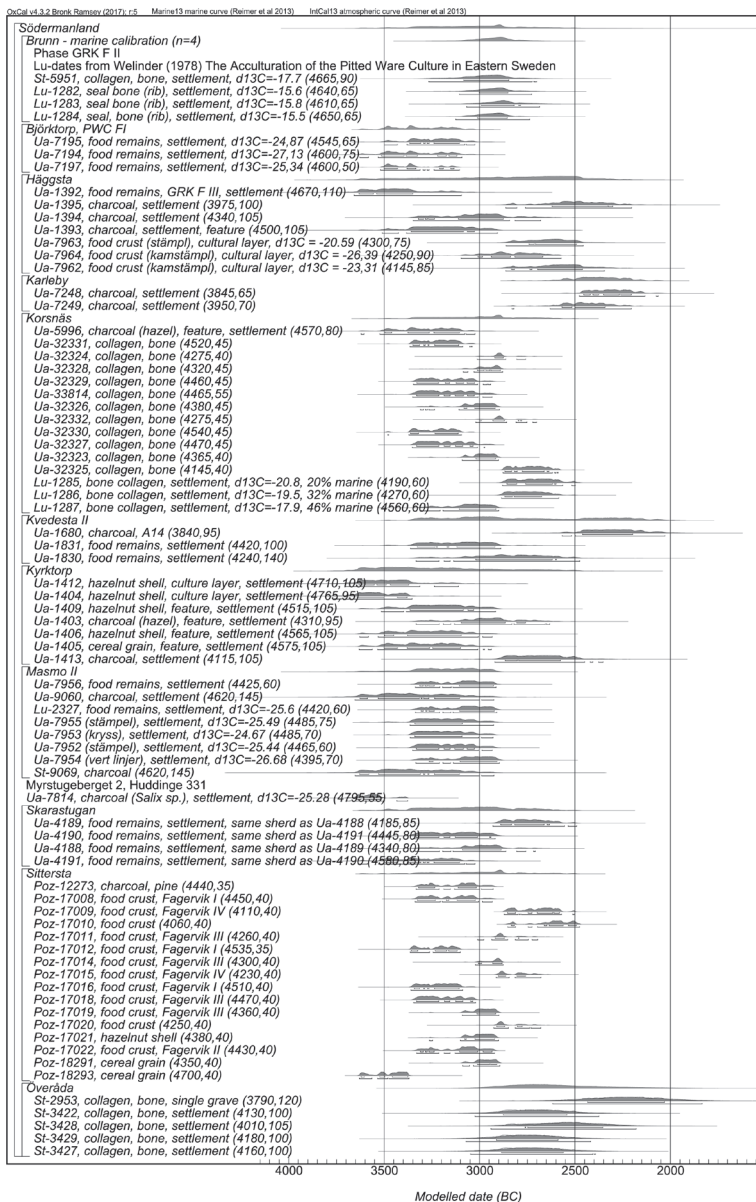 OxCal v4.3.2 Bronk Ramsey (2017); r:5 Marine13 marine curve (Reimer et al 2013) IntCal13 atmospheric curve (Reimer et al 2013)
Södermanland
Brunn - marine calibration (n=4)
Phase GRK F II
Lu-dates from Welinder (1978) The Acculturation of the Pitted Ware Culture in Eastern Sweden
St-5951, collagen, bone, settlement, d13C=-17.7 (4665,90)
Lu-1282, seal bone (rib), settlement, d13C=-15.6 (4640,65)
Lu-1283, seal bone (rib), settlement, d13C=-15.8 (4610,65)
Lu-1284, seal, bone (rib), settlement, d13C=-15.5 (4650,65)
Björktorp, PWC FI
Ua-7195, food remains, settlement, d13C=-24,87 (4545,65)
Ua-7194, food remains, settlement, d13C=-27,13 (4600,75)
Ua-7197, food remains, settlement, d13C=-25,34 (4600,50)
Häggsta
Ua-1392, food remains, GRK F III, settlement (4670,110)
Ua-1395, charcoal, settlement (3975,100)
Ua-1394, charcoal, settlement (4340,105)
Ua-1393, charcoal, settlement, feature (4500,105)
Ua-7963, food crust (stämpl), cultural layer, d13C = -20.59 (4300,75)
Ua-7964, food crust (kamstämpl), cultural layer, d13C = -26,39 (4250,90)
Ua-7962, food crust (kamstämpl), cultural layer, d13C = -23,31 (4145,85)
Karleby
Ua-7248, charcoal, settlement (3845,65)
Ua-7249, charcoal, settlement (3950,70)
Korsnäs
Ua-5996, charcoal (hazel), feature, settlement (4570,80)
Ua-32331, collagen, bone (4520,45)
Ua-32324, collagen, bone (4275,40)
Ua-32328, collagen, bone (4320,45)
Ua-32329, collagen, bone (4460,45)
Ua-33814, collagen, bone (4465,55)
Ua-32326, collagen, bone (4380,45)
Ua-32332, collagen, bone (4275,45)
Ua-32330, collagen, bone (4540,45)
Ua-32327, collagen, bone (4470,45)
Ua-32323, collagen, bone (4365,40)
Ua-32325, collagen, bone (4145,40)
Lu-1285, bone collagen, settlement, d13C=-20.8, 20% marine (4190,60)
Lu-1286, bone collagen, settlement, d13C=-19.5, 32% marine (4270,60)
Lu-1287, bone collagen, settlement, d13C=-17.9, 46% marine (4560,60)
Kvedesta II
Ua-1680, charcoal, A14 (3840,95)
Ua-1831, food remains, settlement (4420,100)
Ua-1830, food remains, settlement (4240,140)
Kyrktorp
Ua-1412, hazelnut shell, culture layer, settlement (4710,105)
Ua-1404, hazelnut shell, culture layer, settlement (4765,95)
Ua-1409, hazelnut shell, feature, settlement (4515,105)
Ua-1403, charcoal (hazel), feature, settlement (4310,95)
Ua-1406, hazelnut shell, feature, settlement (4565,105)
Ua-1405, cereal grain, feature, settlement (4575,105)
Ua-1413, charcoal, settlement (4115,105)
Masmo II
Ua-7956, food remains, settlement (4425,60)
Ua-9060, charcoal, settlement (4620,145)
Lu-2327, food remains, settlement, d13C=-25.6 (4420,60)
Ua-7955 (stämpel), settlement, d13C=-25.49 (4485,75)
Ua-7953 (kryss), settlement, d13C=-24.67 (4485,70)
Ua-7952 (stämpel), settlement, d13C=-25.44 (4465,60)
Ua-7954 (vert linjer), settlement, d13C=-26.68 (4395,70)
St-9069, charcoal (4620,145)
Myrstugeberget 2, Huddinge 331
Ua-7814, charcoal (Salix sp.), settlement, d13C=-25.28 (4795,55)
Skarastugan
Ua-4189, food remains, settlement, same sherd as Ua-4188 (4185,85)
Ua-4190, food remains, settlement, same sherd as Ua-4191 (4445,80)
Ua-4188, food remains, settlement, same sherd as Ua-4189 (4340,80)
Ua-4191, food remains, settlement, same sherd as Ua-4190 (4580,85)
Sittersta
Poz-12273, charcoal, pine (4440,35)
Poz-17008, food crust, Fagervik I (4450,40)
Poz-17009, food crust, Fagervik IV (4110,40)
Poz-17010, food crust (4060,40)
Poz-17011, food crust, Fagervik III (4260,40)
Poz-17012, food crust, Fagervik I (4535,35)
Poz-17014, food crust, Fagervik III (4300,40)
Poz-17015, food crust, Fagervik IV (4230,40)
Poz-17016, food crust, Fagervik I (4510,40)
Poz-17018, food crust, Fagervik III (4470,40)
Poz-17019, food crust, Fagervik III (4360,40)
Poz-17020, food crust (4250,40)
Poz-17021, hazelnut shell (4380,40)
Poz-17022, food crust, Fagervik II (4430,40)
Poz-18291, cereal grain (4350,40)
Poz-18293, cereal grain (4700,40)
Överåda
St-2953, collagen, bone, single grave (3790,120)
St-3422, collagen, bone, settlement (4130,100)
St-3428, collagen, bone, settlement (4010,105)
St-3429, collagen, bone, settlement (4180,100)
St-3427, collagen, bone, settlement (4160,100)
4000 3500 3000 2500 2000
Modelled date (BC)